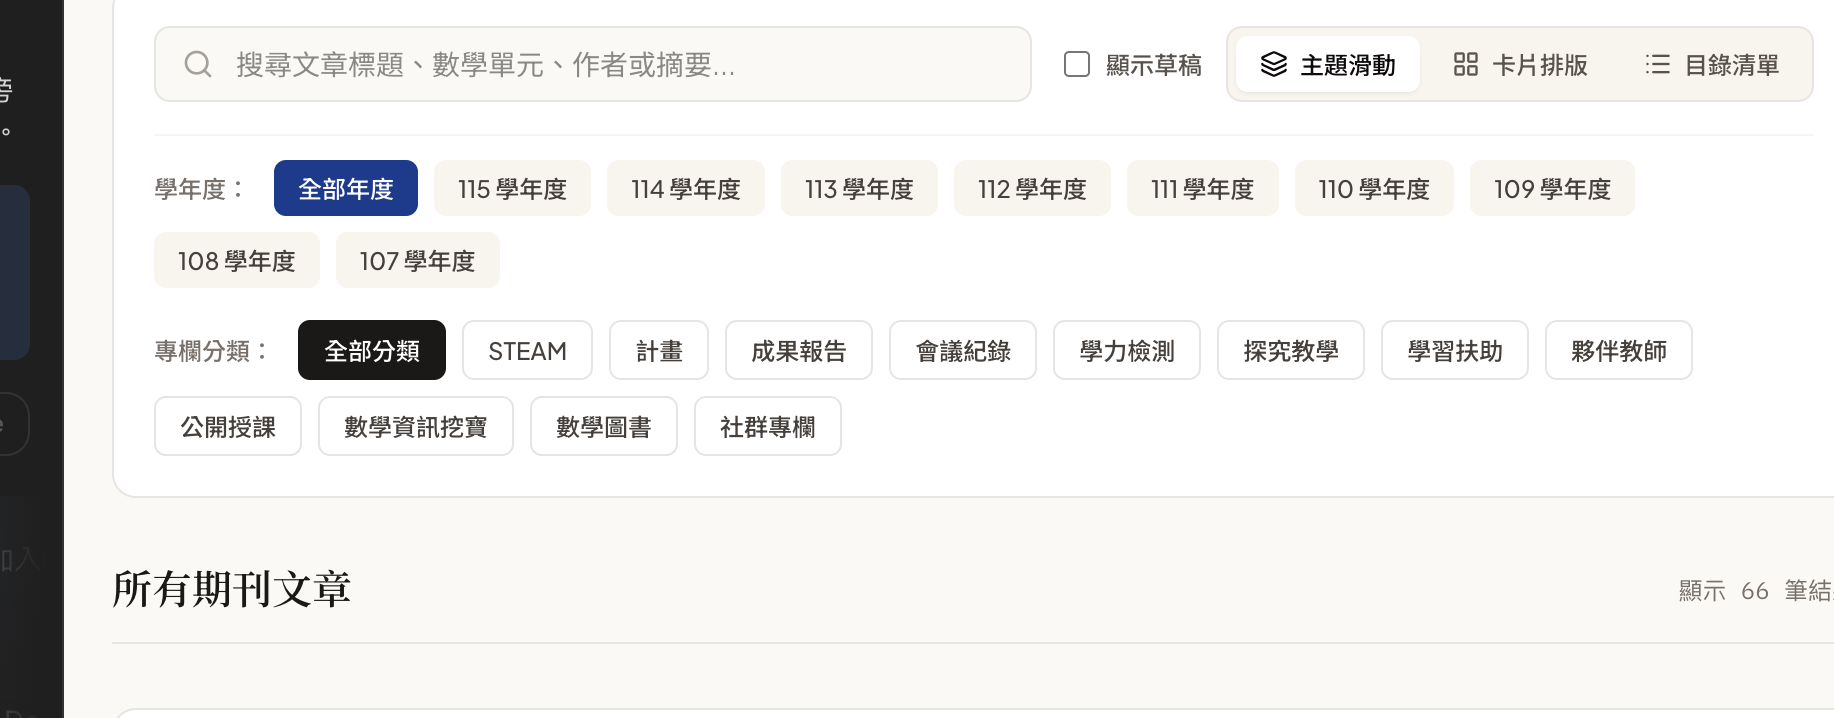 搜尋文章標題、數學單元、作者或摘要...
顯示草稿
主題滑動
卡片排版
目錄清單
旁
。
學年度：
全部年度
115 學年度
114 學年度
113 學年度
112 學年度
111 學年度
110 學年度
109 學年度
108 學年度
107 學年度
專欄分類：
全部分類
STEAM
計畫
成果報告
會議紀錄
學力檢測
探究教學
學習扶助
夥伴教師
公開授課
數學資訊挖寶
數學圖書
社群專欄
所有期刊文章
顯示 66 筆結